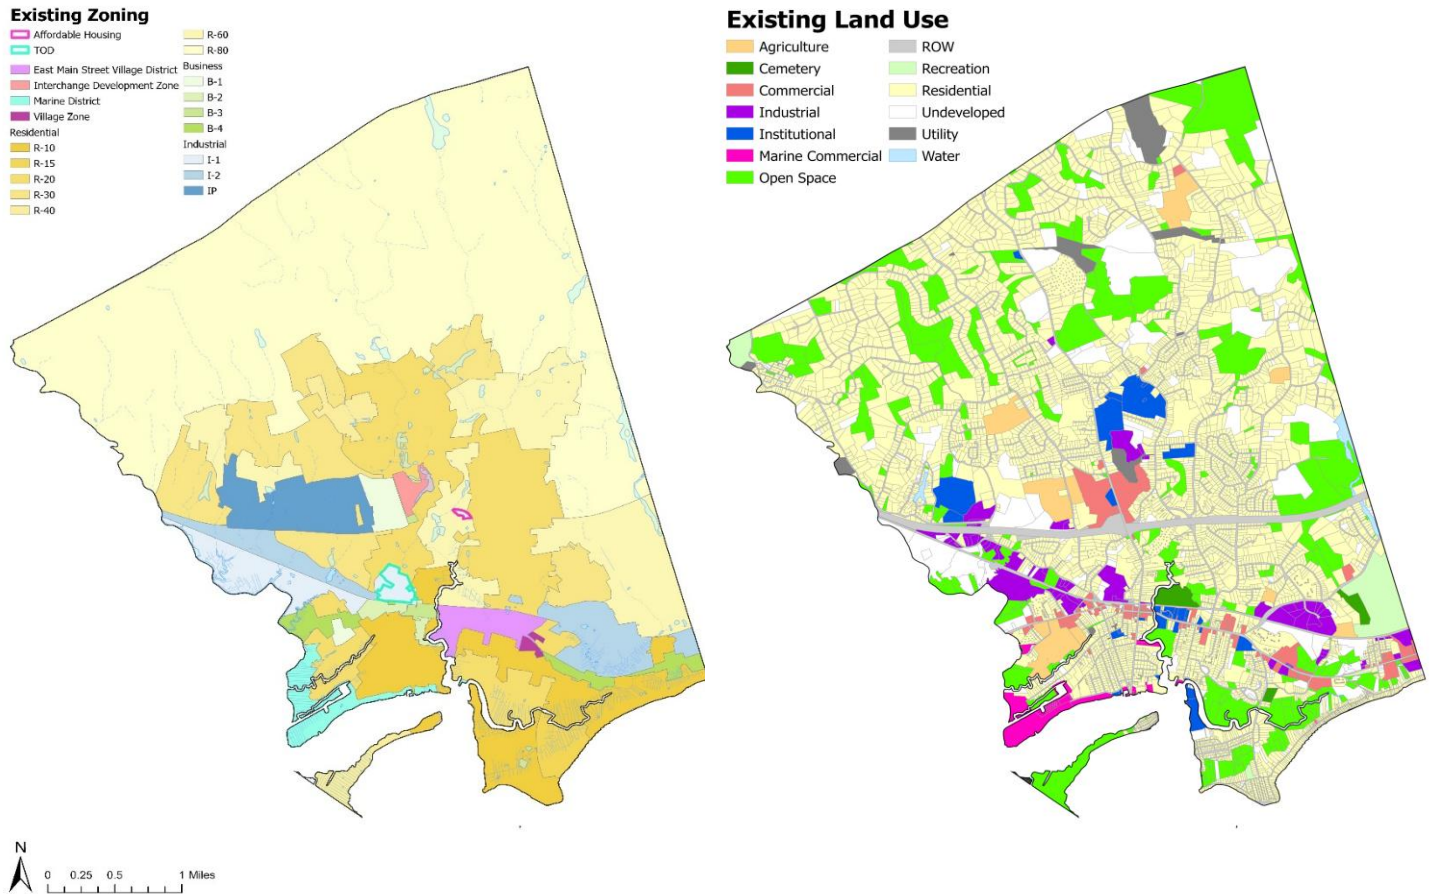 Existing Zoning
Affordable Housing
TOD
East Main Street Village District
Interchange Development Zone
Marine District
Village Zone
Residential
R-10
R-15
R-20
R-30
R-40
R-60
R-80
Business
B-1
B-2
B-3
B-4
Industrial
I-1
I-2
IP
Existing Land Use
Agriculture
Cemetery
Commercial
Industrial
Institutional
Marine Commercial
Open Space
ROW
Recreation
Residential
Undeveloped
Utility
Water
N
0 0.25 0.5 1 Miles